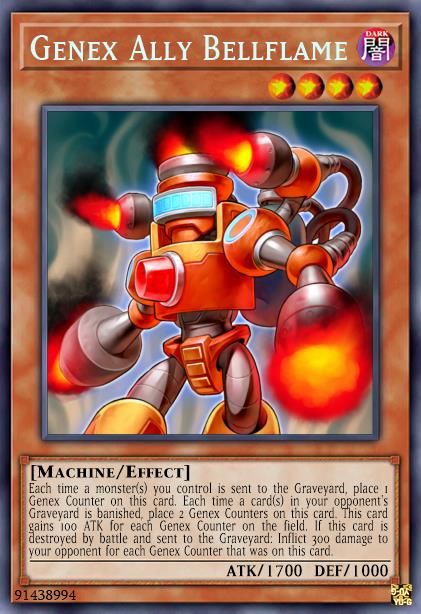 GENEX ALLY BELLFLAME
DARK
闇
[MACHINE/EFFECT]
Each time a monster(s) you control is sent to the Graveyard, place 1
Genex Counter on this card. Each time a card(s) in your opponent's
Graveyard is banished, place 2 Genex Counters on this card. This card
gains 100 ATK for each Genex Counter on the field. If this card is
destroyed by battle and sent to the Graveyard: Inflict 300 damage to
your opponent for each Genex Counter that was on this card.
ATK/1700 DEF/1000
91438994